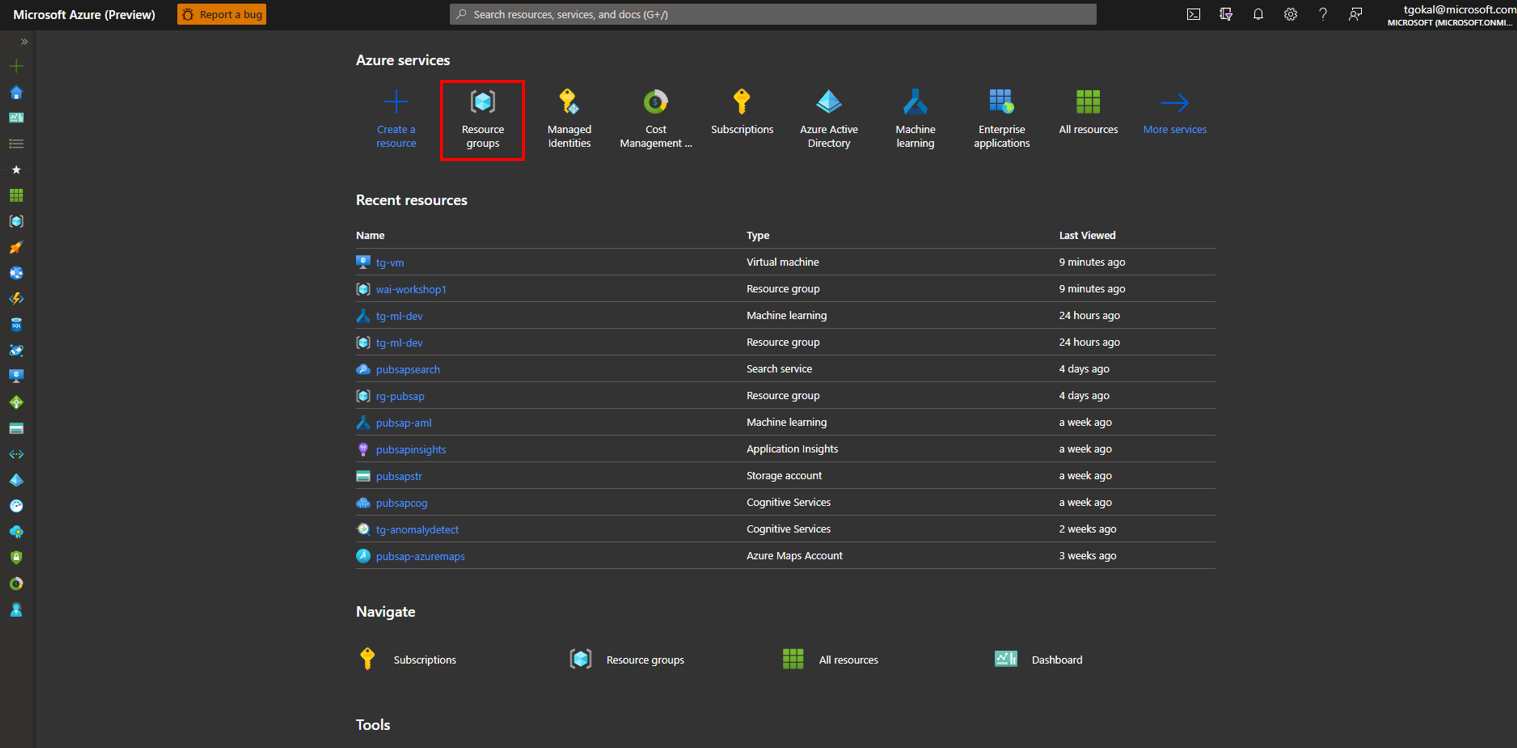 Microsoft Azure (Preview) Report a bug Search resources, services, and docs (G+/) tgokal@microsoft.com
MICROSOFT (MICROSOFT.ONMI...
Azure services
Create a resource
Resource groups
Managed Identities
Cost Management ...
Subscriptions
Azure Active Directory
Machine learning
Enterprise applications
All resources
More services
Recent resources
Name Type Last Viewed
tg-vm Virtual machine 9 minutes ago
wai-workshop1 Resource group 9 minutes ago
tg-ml-dev Machine learning 24 hours ago
tg-ml-dev Resource group 24 hours ago
pubsapsearch Search service 4 days ago
rg-pubsap Resource group 4 days ago
pubsap-aml Machine learning a week ago
pubsapinsights Application Insights a week ago
pubsapstr Storage account a week ago
pubsapcog Cognitive Services a week ago
tg-anomalydetect Cognitive Services 2 weeks ago
pubsap-azuremaps Azure Maps Account 3 weeks ago
Navigate
Subscriptions Resource groups All resources Dashboard
Tools